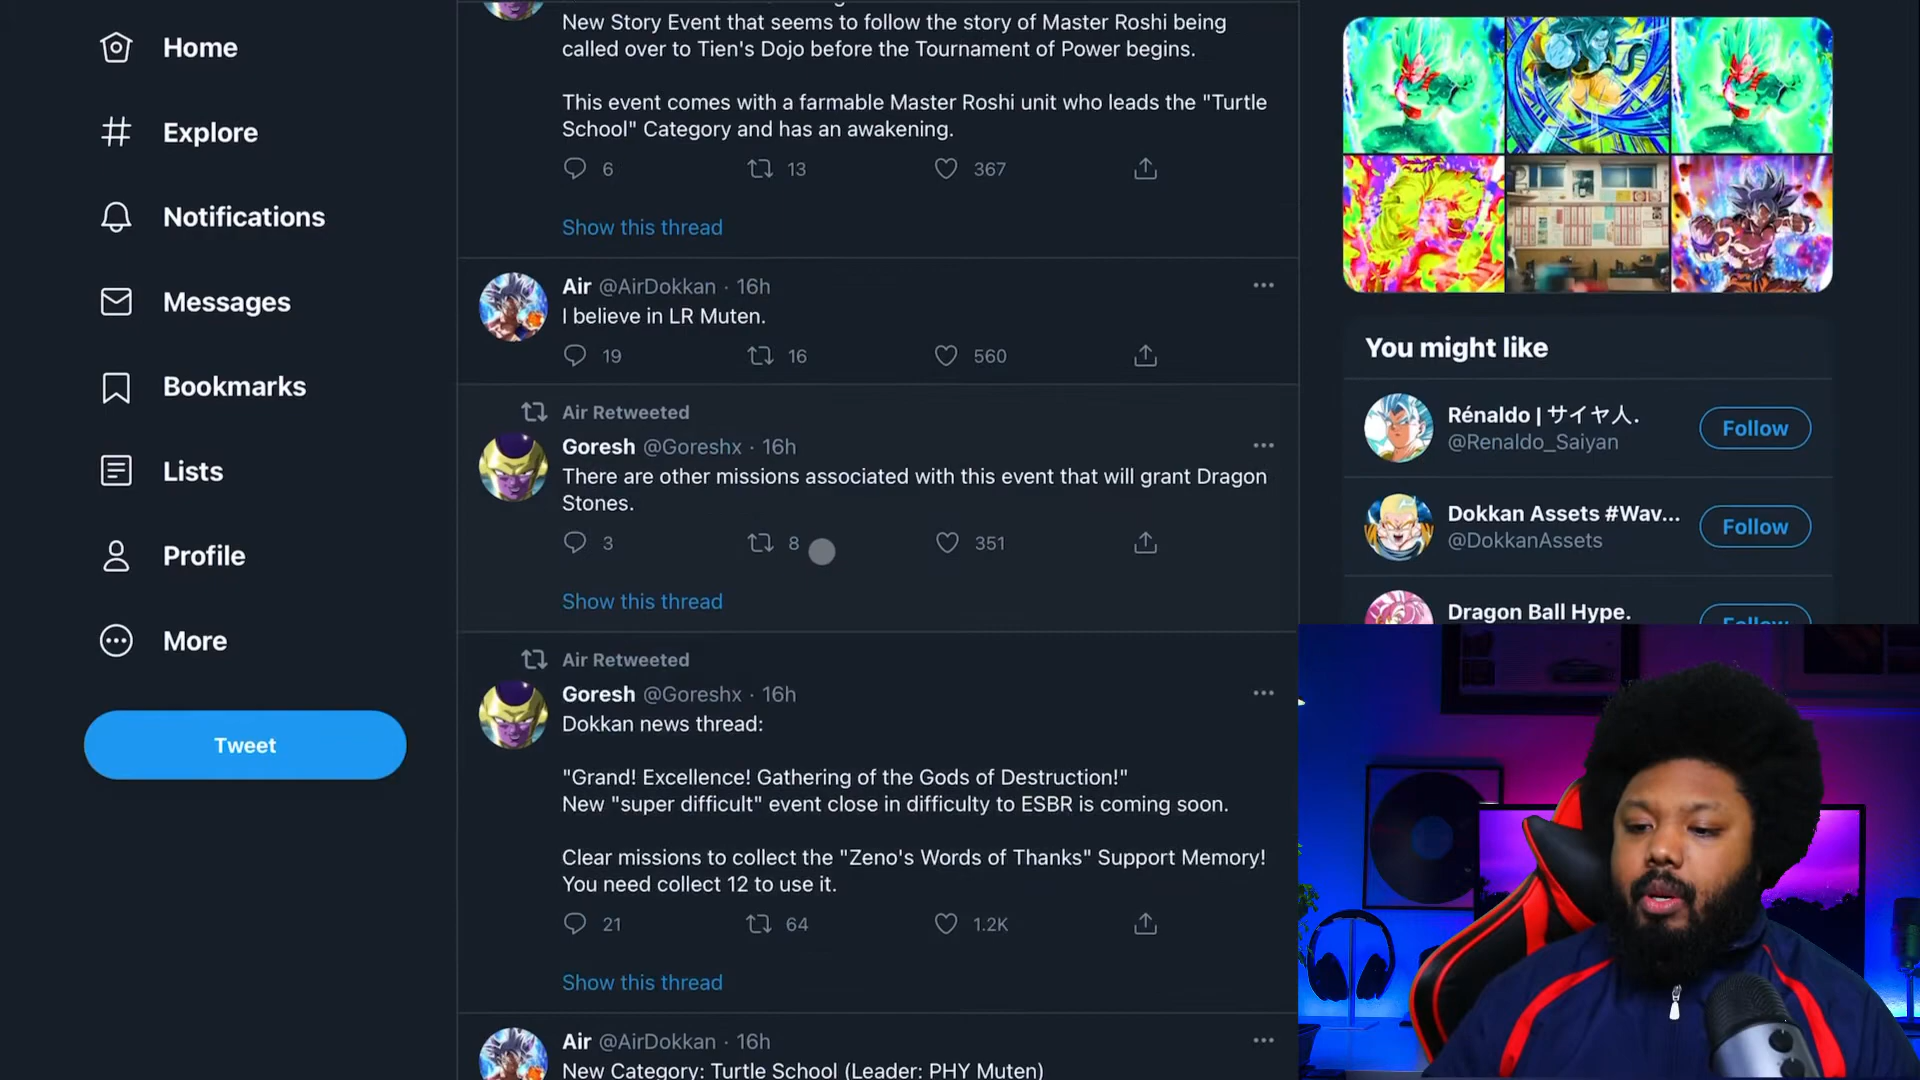 Home
Explore
Notifications
Messages
Bookmarks
Lists
Profile
More
Tweet
New Story Event that seems to follow the story of Master Roshi being
called over to Tien's Dojo before the Tournament of Power begins.
This event comes with a farmable Master Roshi unit who leads the "Turtle
School" Category and has an awakening.
6 13 367
Show this thread
Air @AirDokkan · 16h
I believe in LR Muten.
19 16 560
Air Retweeted
Goresh @Goreshx · 16h
There are other missions associated with this event that will grant Dragon
Stones.
3 8 351
Show this thread
Air Retweeted
Goresh @Goreshx · 16h
Dokkan news thread:
"Grand! Excellence! Gathering of the Gods of Destruction!"
New "super difficult" event close in difficulty to ESBR is coming soon.
Clear missions to collect the "Zeno's Words of Thanks" Support Memory!
You need collect 12 to use it.
21 64 1.2K
Show this thread
Air @AirDokkan · 16h
New Category: Turtle School (Leader: PHY Muten)
You might like
Rénaldo | サイヤ人.
@Renaldo_Saiyan
Follow
Dokkan Assets #Wav...
@DokkanAssets
Follow
Dragon Ball Hype.
Follow